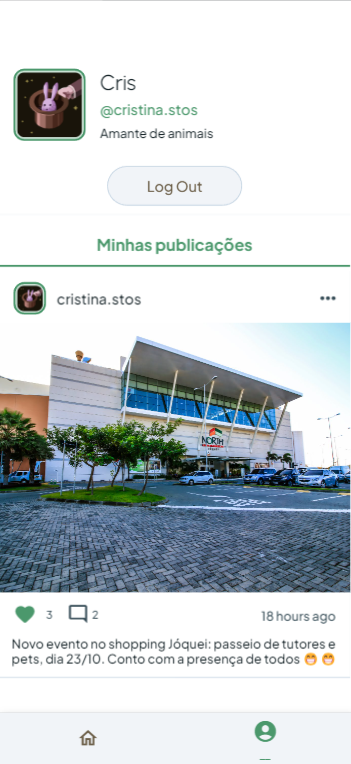 Cris
@cristina.stos
Amante de animais
Log Out
Minhas publicações
cristina.stos
NORTH
3
2
18 hours ago
Novo evento no shopping Jóquei: passeio de tutores e
pets, dia 23/10. Conto com a presença de todos 😁 😁